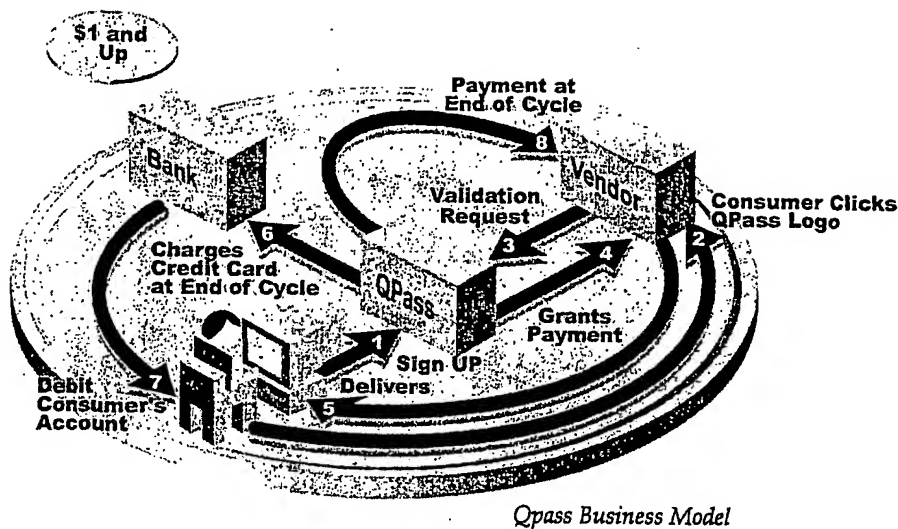 $1 and
Up
Payment at
End of Cycle
8
Bank
Vendor
Validation
Request
Consumer Clicks
QPass Logo
2
6
3
4
Charges
Credit Card
at End of Cycle
QPass
Grants
Payment
1
Sign UP
Delivers
7
5
Debit
Consumer's
Account
Qpass Business Model